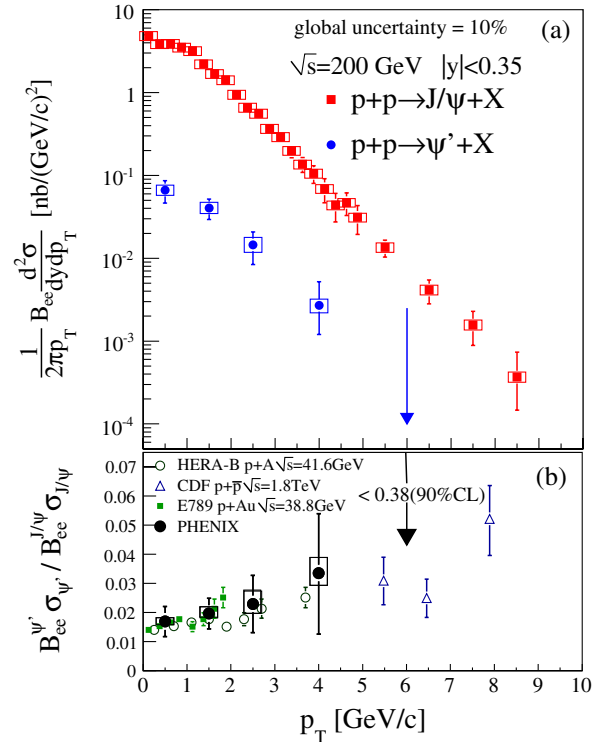 global uncertainty = 10%
(a)
√s=200 GeV |y|<0.35
p+p→J/ψ+X
p+p→ψ'+X
10
1
10⁻¹
10⁻²
10⁻³
10⁻⁴
1/2πp_T B_ee d²σ/dydp_T [nb/(GeV/c)²]
HERA-B p+A√s=41.6GeV
CDF p+p̄√s=1.8TeV
E789 p+Au√s=38.8GeV
PHENIX
(b)
< 0.38(90%CL)
0.07
0.06
0.05
0.04
0.03
0.02
0.01
0
B_ee^ψ' σ_ψ' / B_ee^J/ψ σ_J/ψ
0 1 2 3 4 5 6 7 8 9 10
p_T [GeV/c]